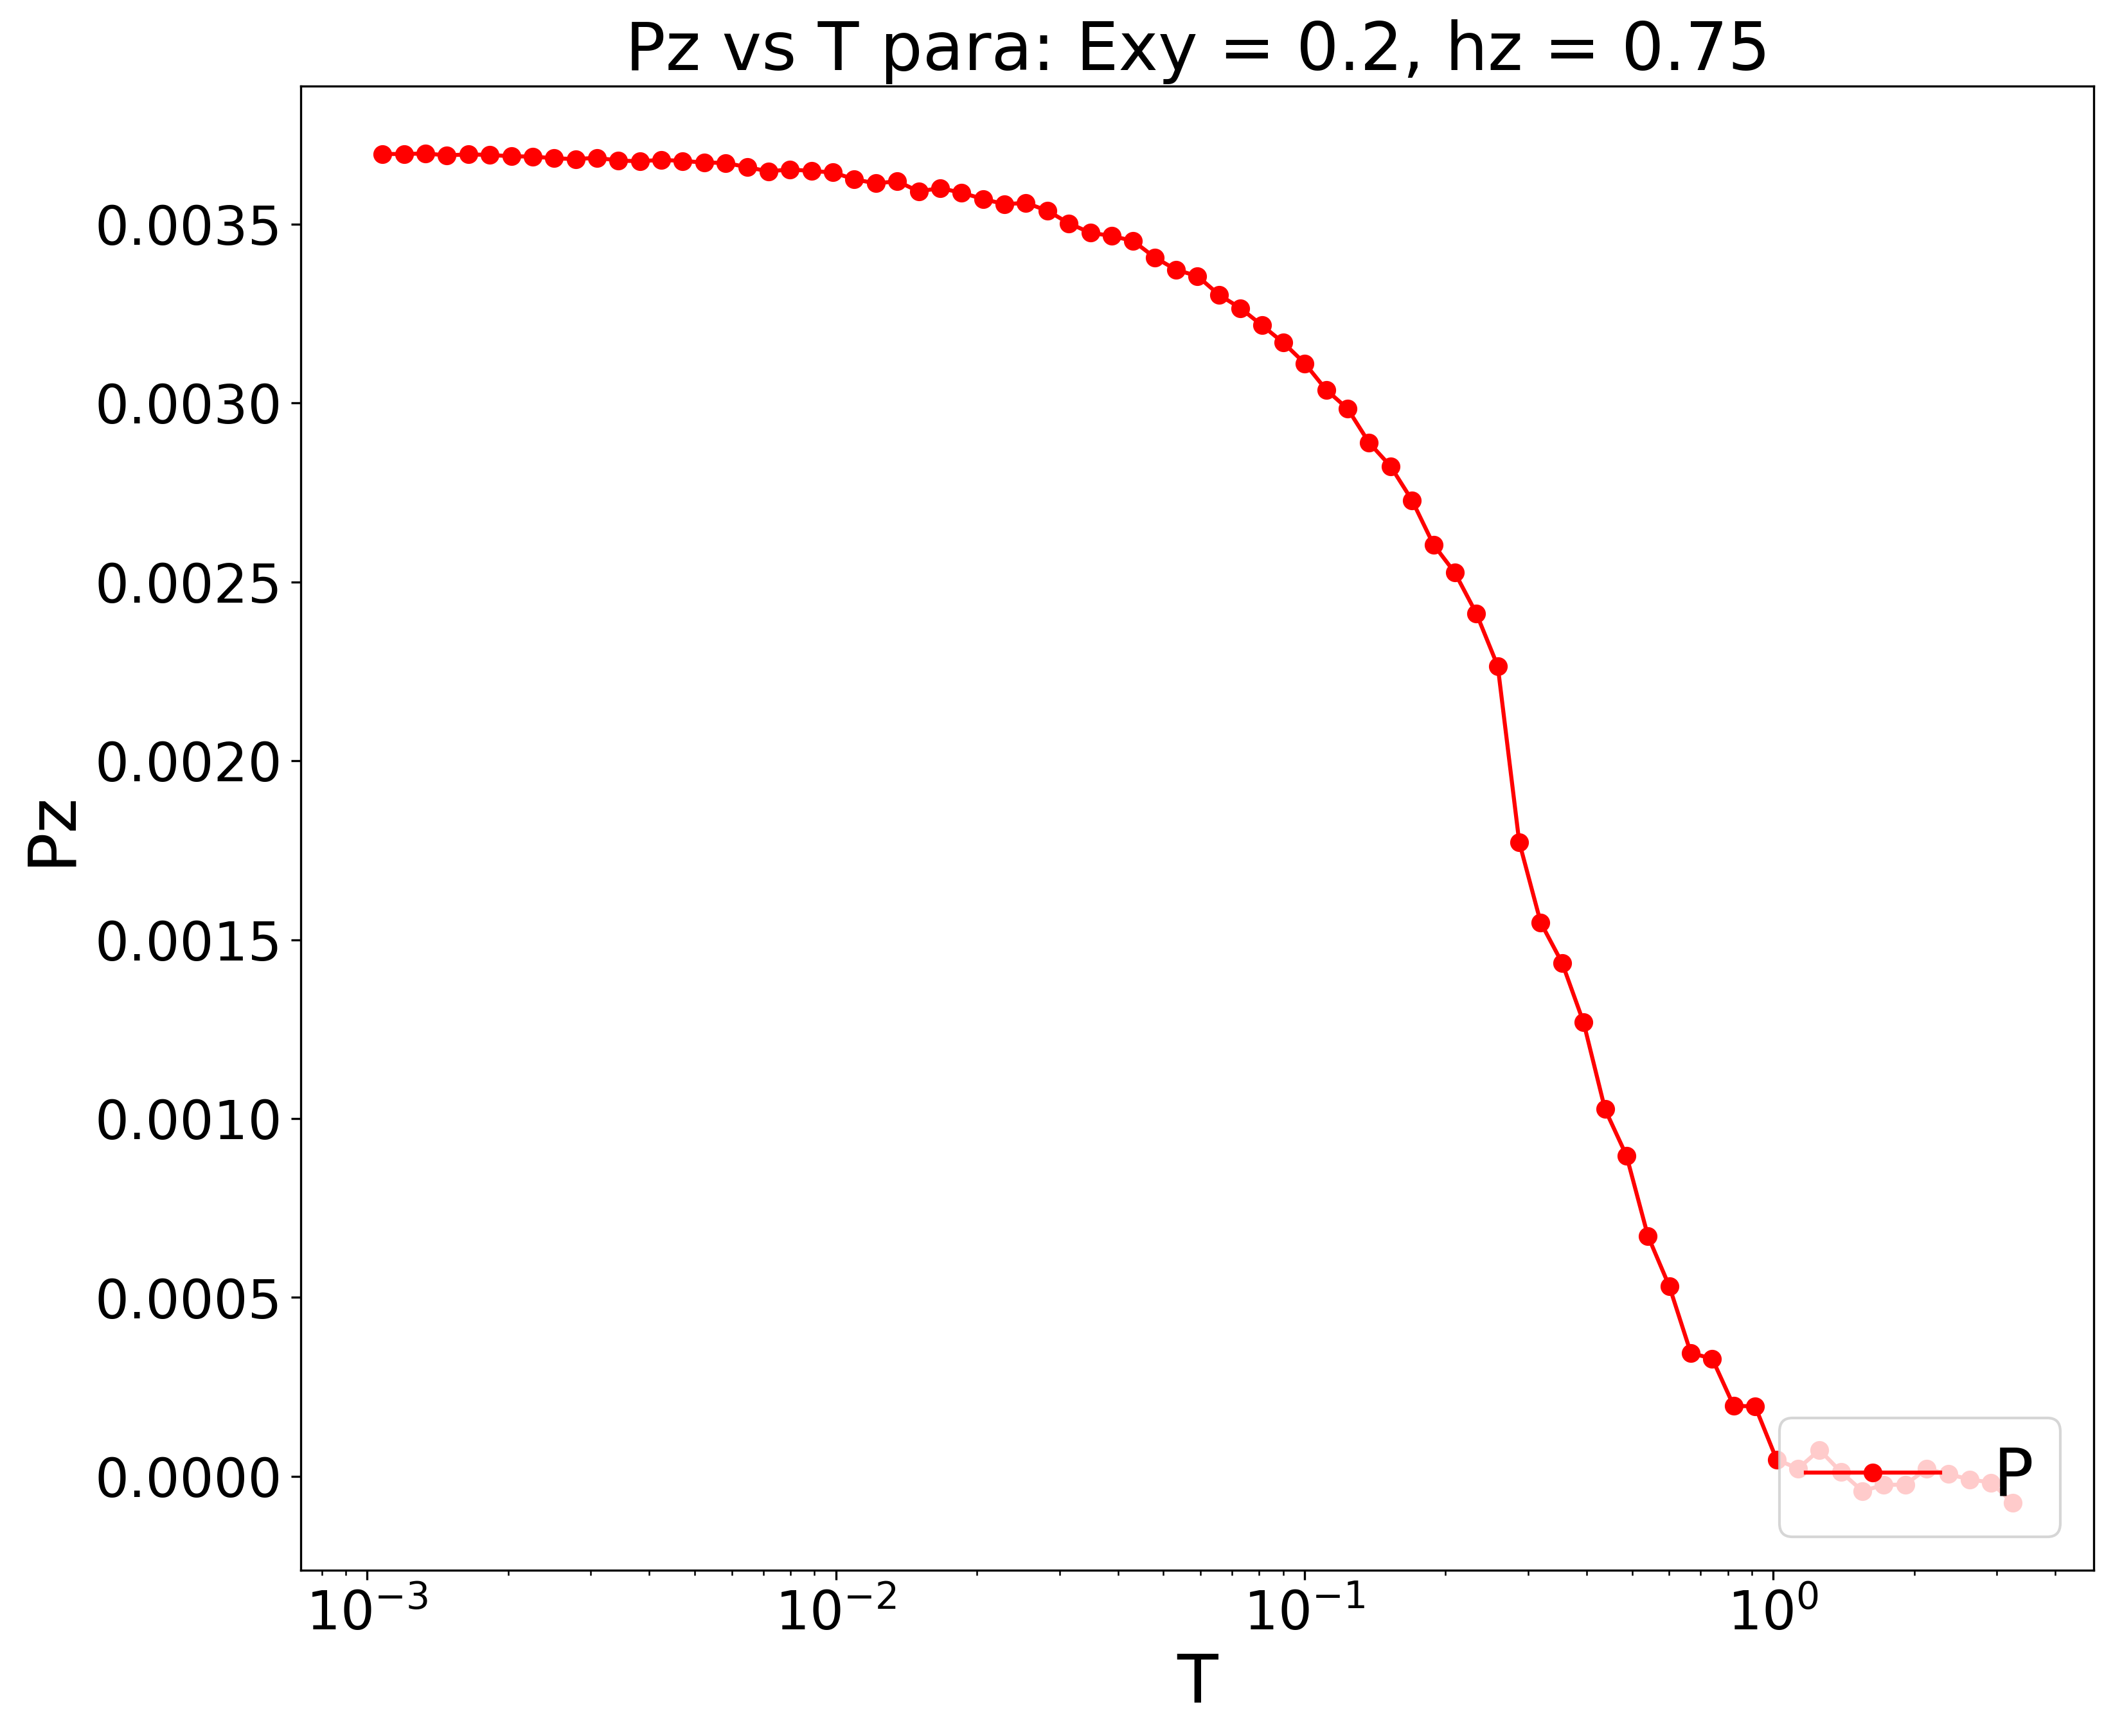 Pz vs T para: Exy = 0.2, hz = 0.75
Pz
0.0035
0.0030
0.0025
0.0020
0.0015
0.0010
0.0005
0.0000
P
10⁻³ 10⁻² 10⁻¹ 10⁰
T